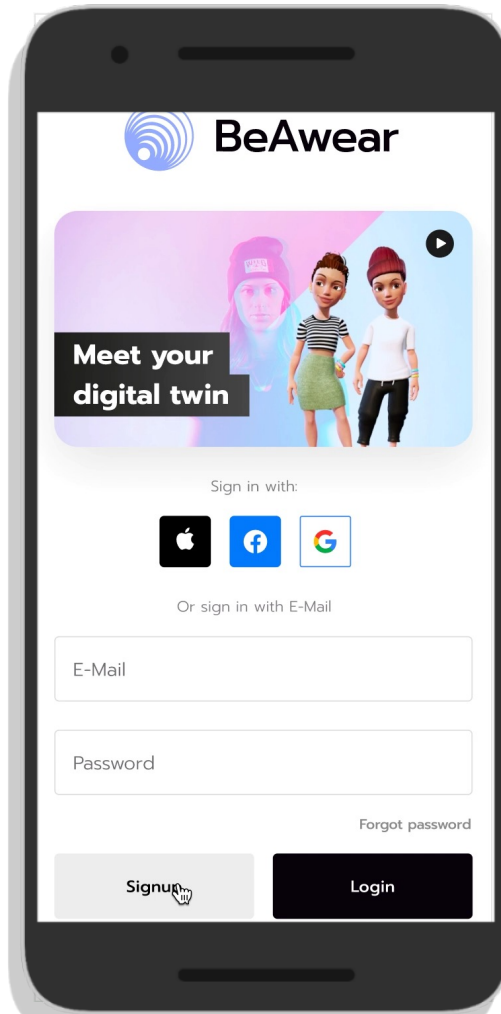 BeAwear
Meet your
digital twin
Sign in with:
Or sign in with E-Mail
E-Mail
Password
Forgot password
Signup
Login